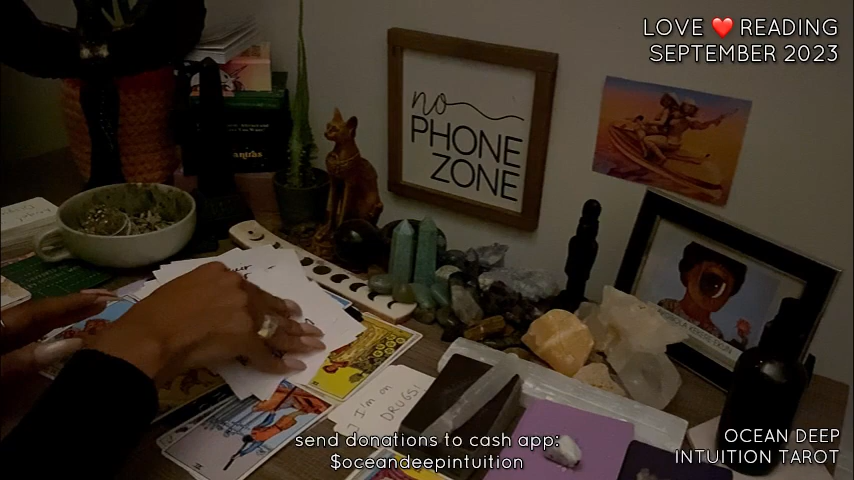 LOVE ❤️ READING
SEPTEMBER 2023
no
PHONE
ZONE
I I'm on
DRUGS!
send donations to cash app:
$oceandeepintuition
OCEAN DEEP
INTUITION TAROT